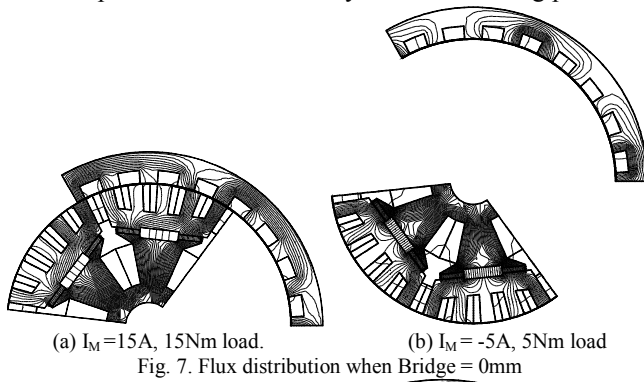 (a) I_M =15A, 15Nm load.
(b) I_M = -5A, 5Nm load
Fig. 7. Flux distribution when Bridge = 0mm